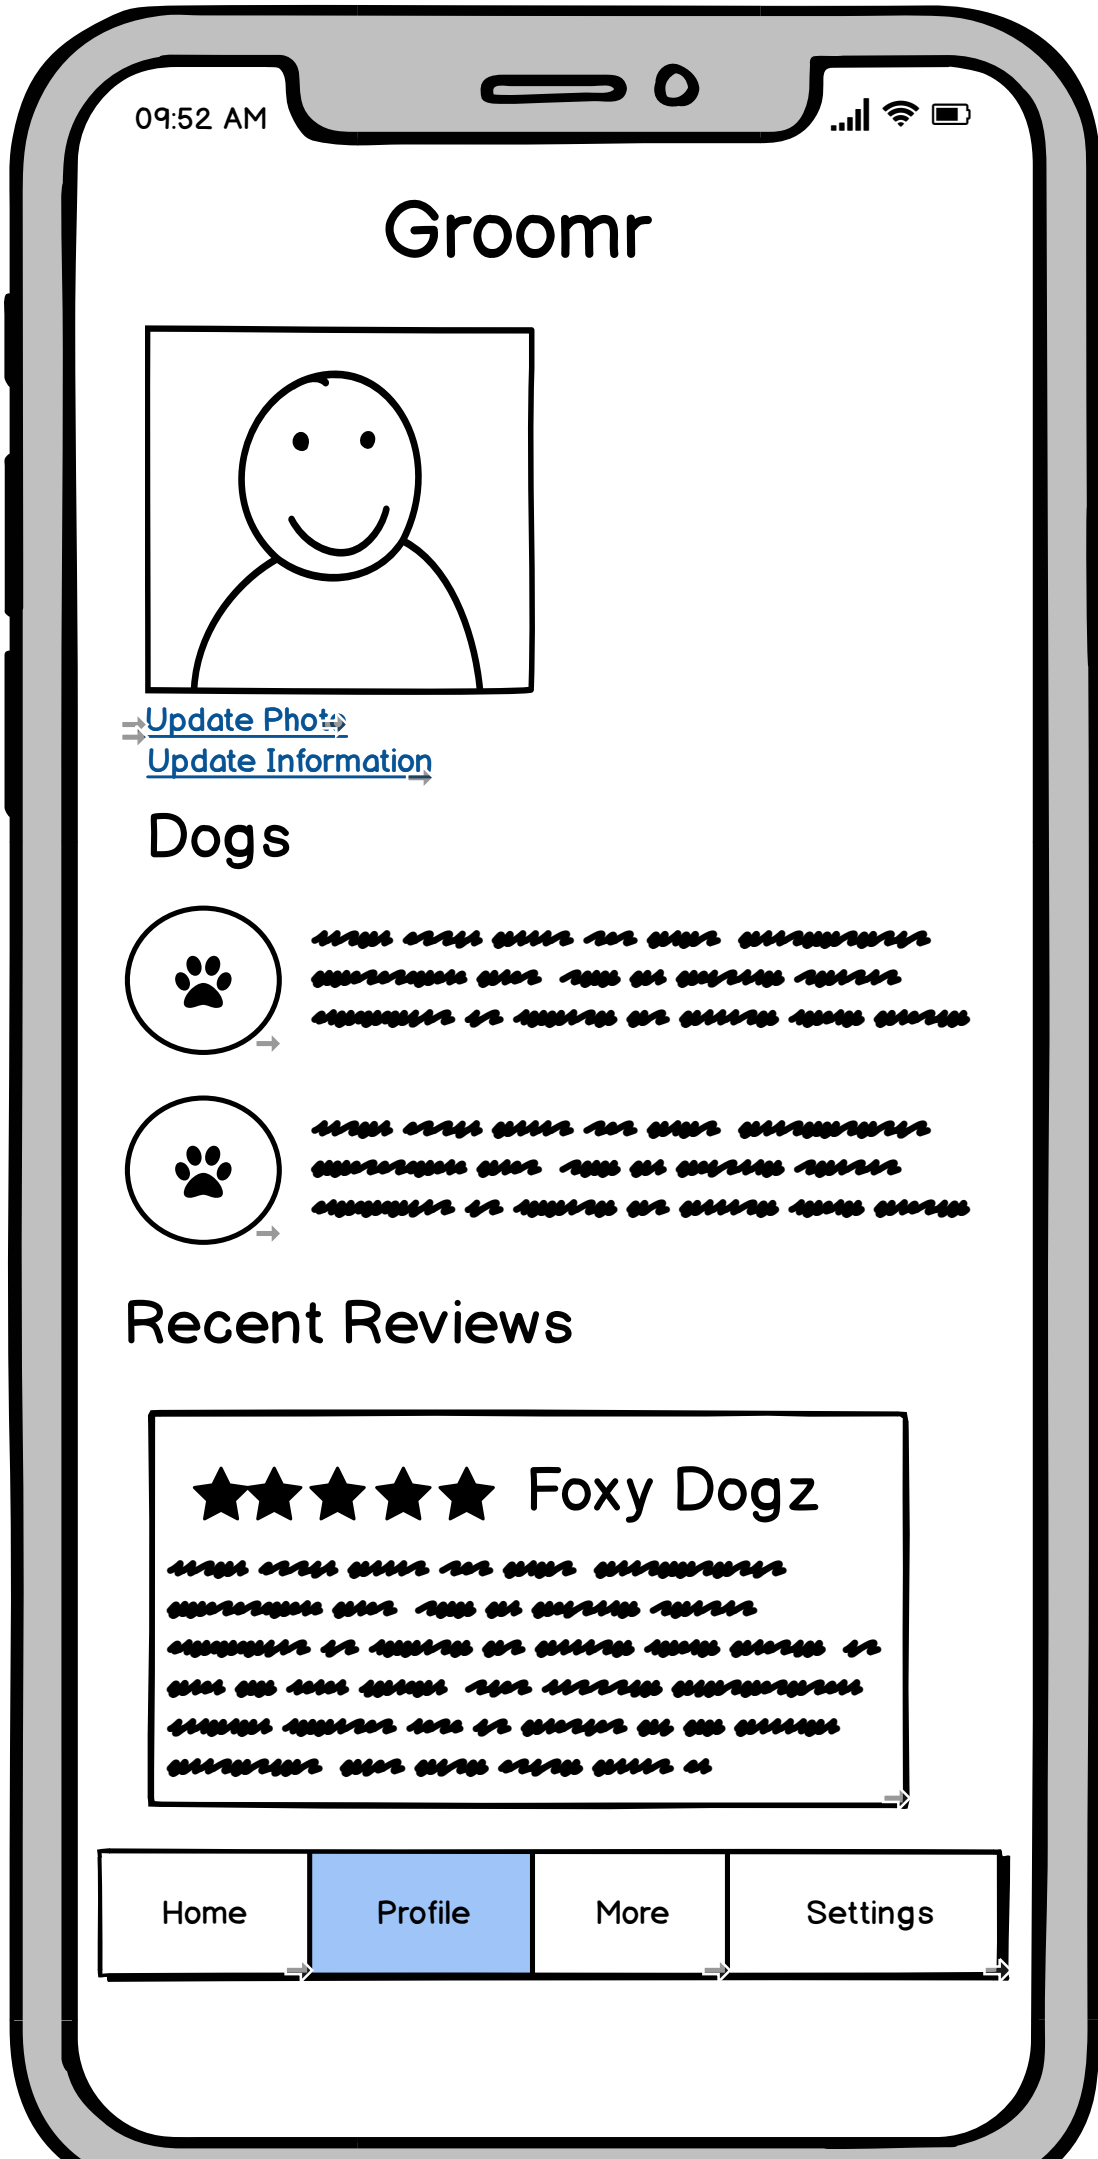 09:52 AM
Groomr
Update Photo
Update Information
Dogs
Recent Reviews
Foxy Dogz
Home
Profile
More
Settings